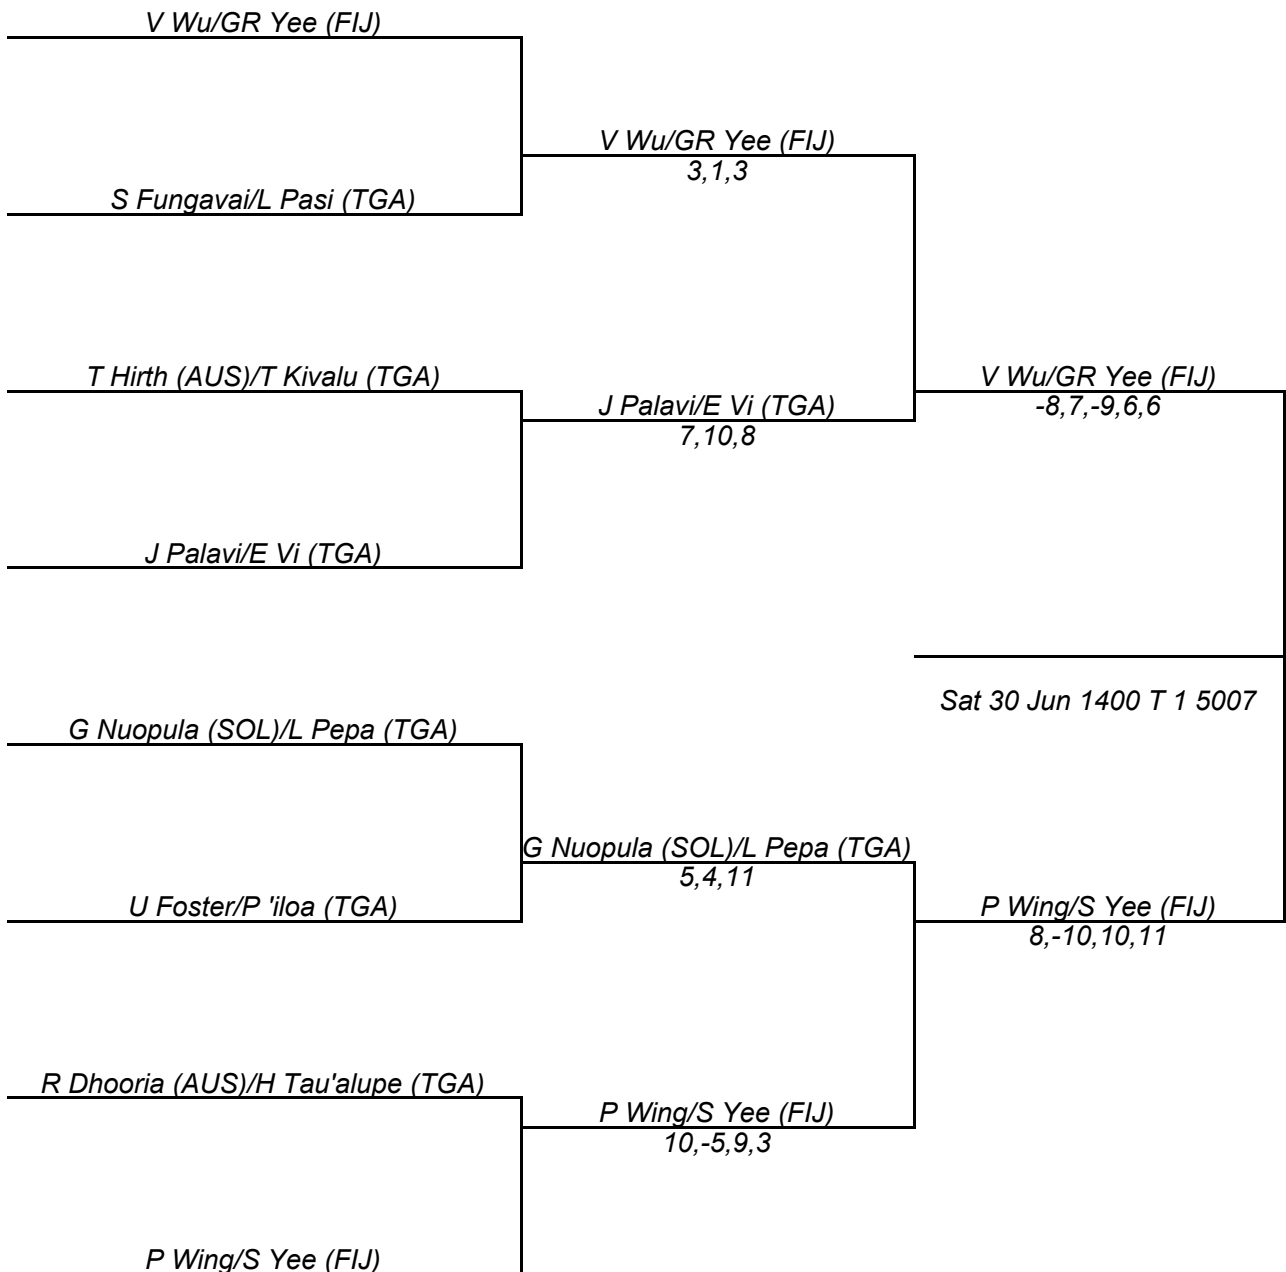 V Wu/GR Yee (FIJ)
V Wu/GR Yee (FIJ)
3,1,3
S Fungavai/L Pasi (TGA)
T Hirth (AUS)/T Kivalu (TGA)
V Wu/GR Yee (FIJ)
-8,7,-9,6,6
J Palavi/E Vi (TGA)
7,10,8
J Palavi/E Vi (TGA)
Sat 30 Jun 1400 T 1 5007
G Nuopula (SOL)/L Pepa (TGA)
G Nuopula (SOL)/L Pepa (TGA)
5,4,11
U Foster/P 'iloa (TGA)
P Wing/S Yee (FIJ)
8,-10,10,11
R Dhooria (AUS)/H Tau'alupe (TGA)
P Wing/S Yee (FIJ)
10,-5,9,3
P Wing/S Yee (FIJ)